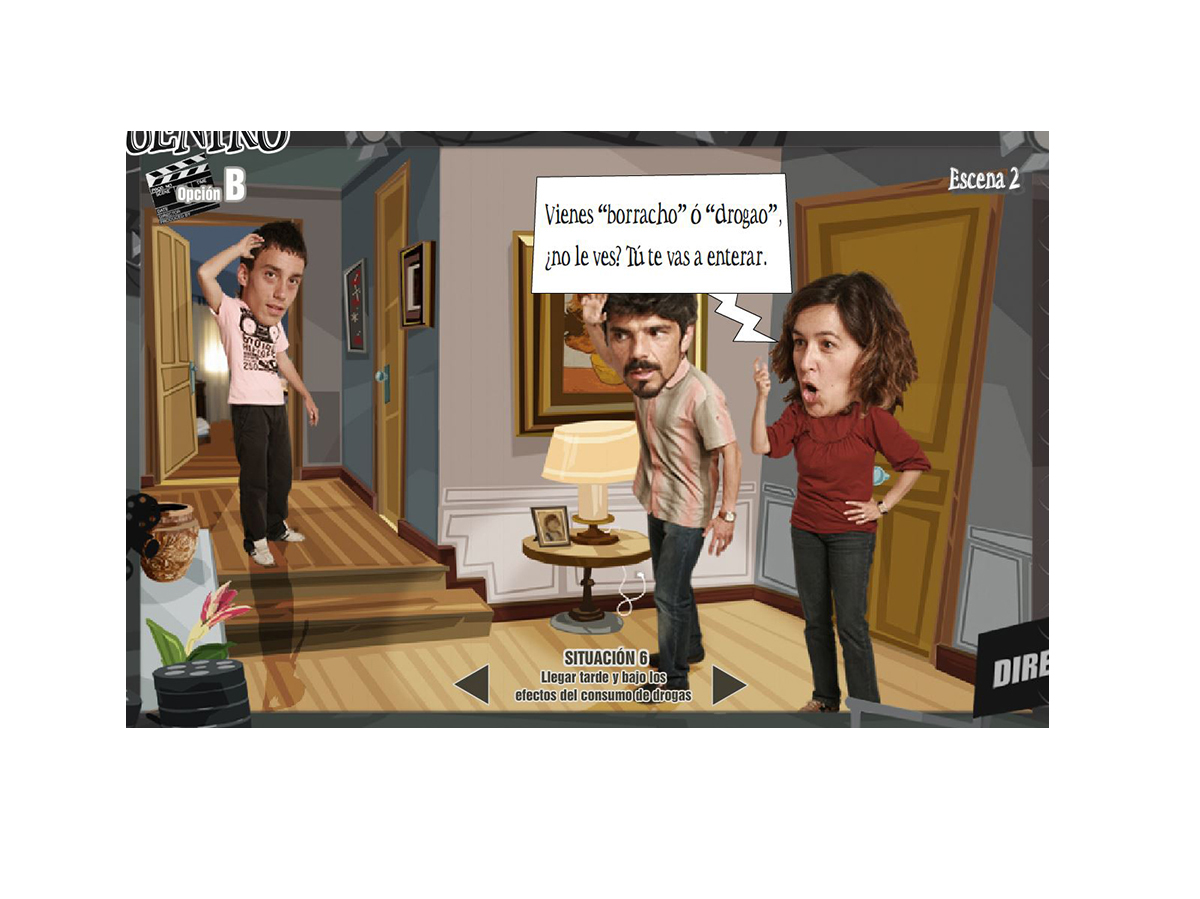 Opción B
Escena 2
Vienes “borracho” ó “drogao”,
¿no le ves? Tú te vas a enterar.
SITUACIÓN 6
Llegar tarde y bajo los
efectos del consumo de drogas
DIRE